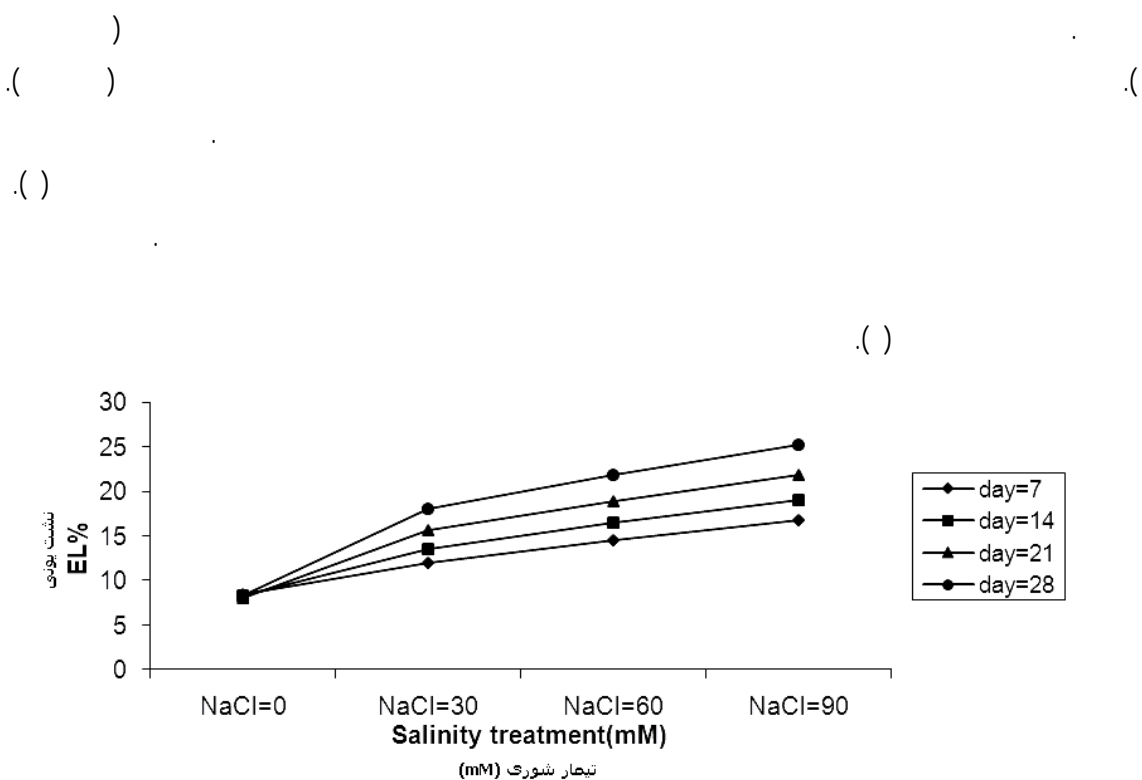 )
.
.( )
.(
.
.( )
.
.( )
30
25
20
15
10
5
0
نشت یونی
EL%
NaCl=0 NaCl=30 NaCl=60 NaCl=90
Salinity treatment(mM)
تیمار شوری (mM)
day=7
day=14
day=21
day=28